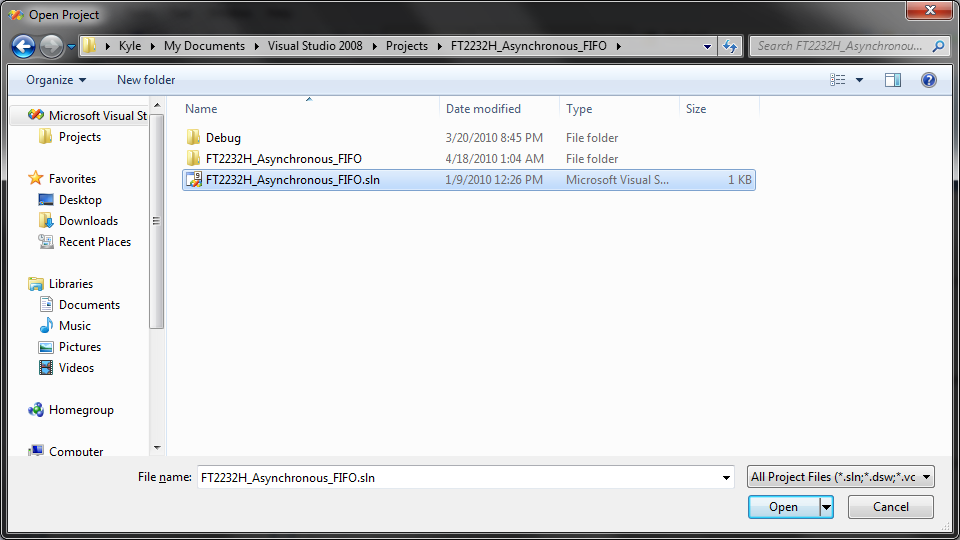 Open Project
Kyle My Documents Visual Studio 2008 Projects FT2232H_Asynchronous_FIFO Search FT2232H_Asynchronou...
Organize New folder
Name Date modified Type Size
Microsoft Visual St
Projects
Favorites
Desktop
Downloads
Recent Places
Libraries
Documents
Music
Pictures
Videos
Homegroup
Computer
Debug 3/20/2010 8:45 PM File folder
FT2232H_Asynchronous_FIFO 4/18/2010 1:04 AM File folder
FT2232H_Asynchronous_FIFO.sln 1/9/2010 12:26 PM Microsoft Visual S... 1 KB
File name: FT2232H_Asynchronous_FIFO.sln All Project Files (*.sln;*.dsw;*.vc
Open Cancel